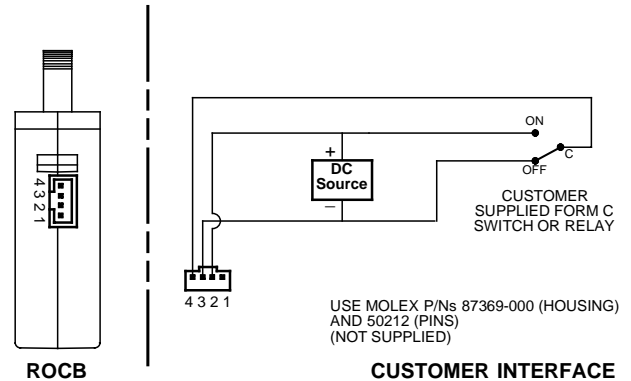 4 3 2 1
ROCB
ON
+
DC
Source
–
C
OFF
CUSTOMER
SUPPLIED FORM C
SWITCH OR RELAY
4 3 2 1
USE MOLEX P/Ns 87369-000 (HOUSING)
AND 50212 (PINS)
(NOT SUPPLIED)
CUSTOMER INTERFACE